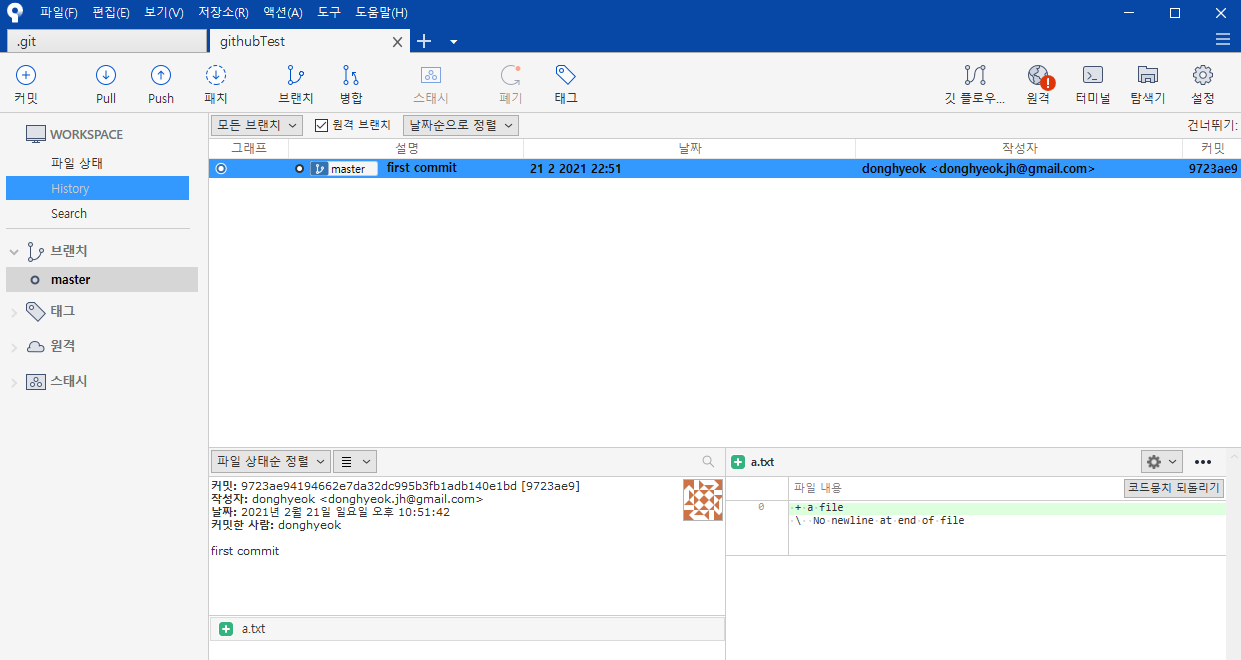 파일(F) 편집(E) 보기(V) 저장소(R) 액션(A) 도구 도움말(H)
.git githubTest
커밋 Pull Push 패치 브랜치 병합 스태시 폐기 태그 깃 플로우... 원격 터미널 탐색기 설정
WORKSPACE
파일 상태
History
Search
브랜치
master
태그
원격
스태시
모든 브랜치 원격 브랜치 날짜순으로 정렬 건너뛰기:
그래프 설명 날짜 작성자 커밋
master first commit 21 2 2021 22:51 donghyeok <donghyeok.jh@gmail.com> 9723ae9
파일 상태순 정렬
커밋: 9723ae94194662e7da32dc995b3fb1adb140e1bd [9723ae9]
작성자: donghyeok <donghyeok.jh@gmail.com>
날짜: 2021년 2월 21일 일요일 오후 10:51:42
커밋한 사람: donghyeok
first commit
a.txt
a.txt
파일 내용 코드뭉치 되돌리기
0 + a file
\ No newline at end of file